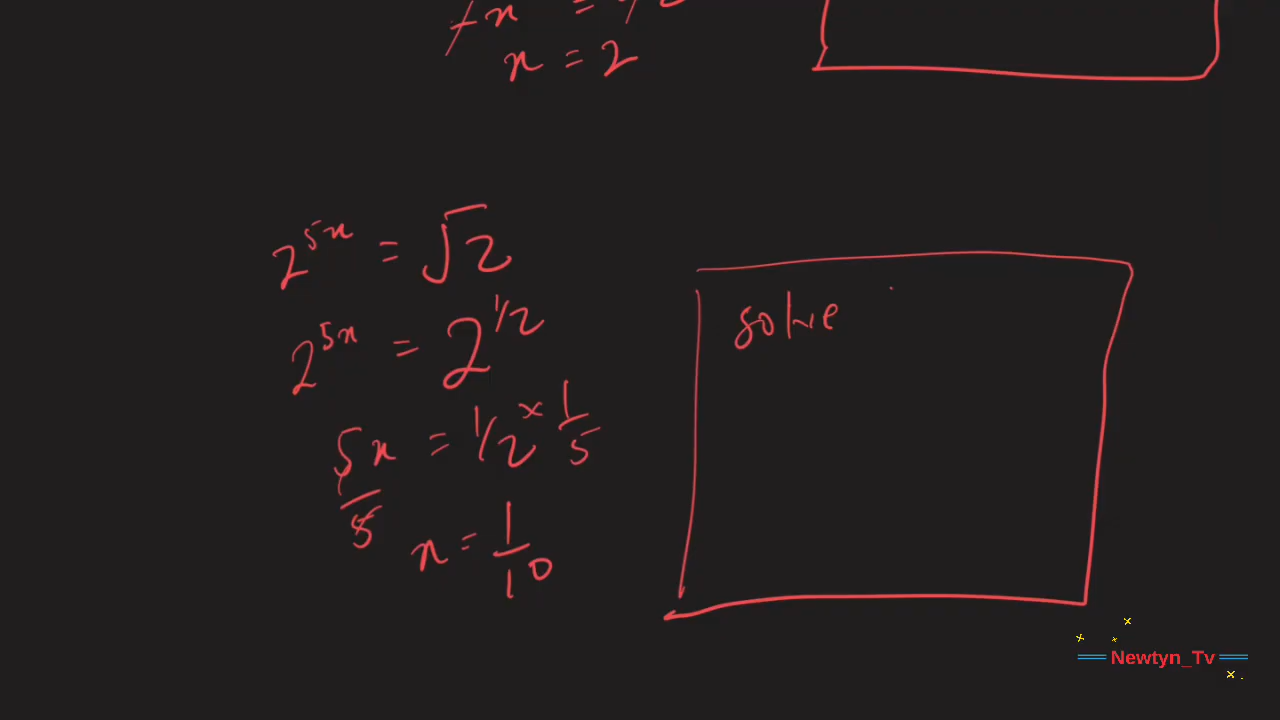 x = 2
2^{5x} = √2
2^{5x} = 2^{1/2}
5x/5 = 1/2 × 1/5
x = 1/10
solve
Newtyn_Tv